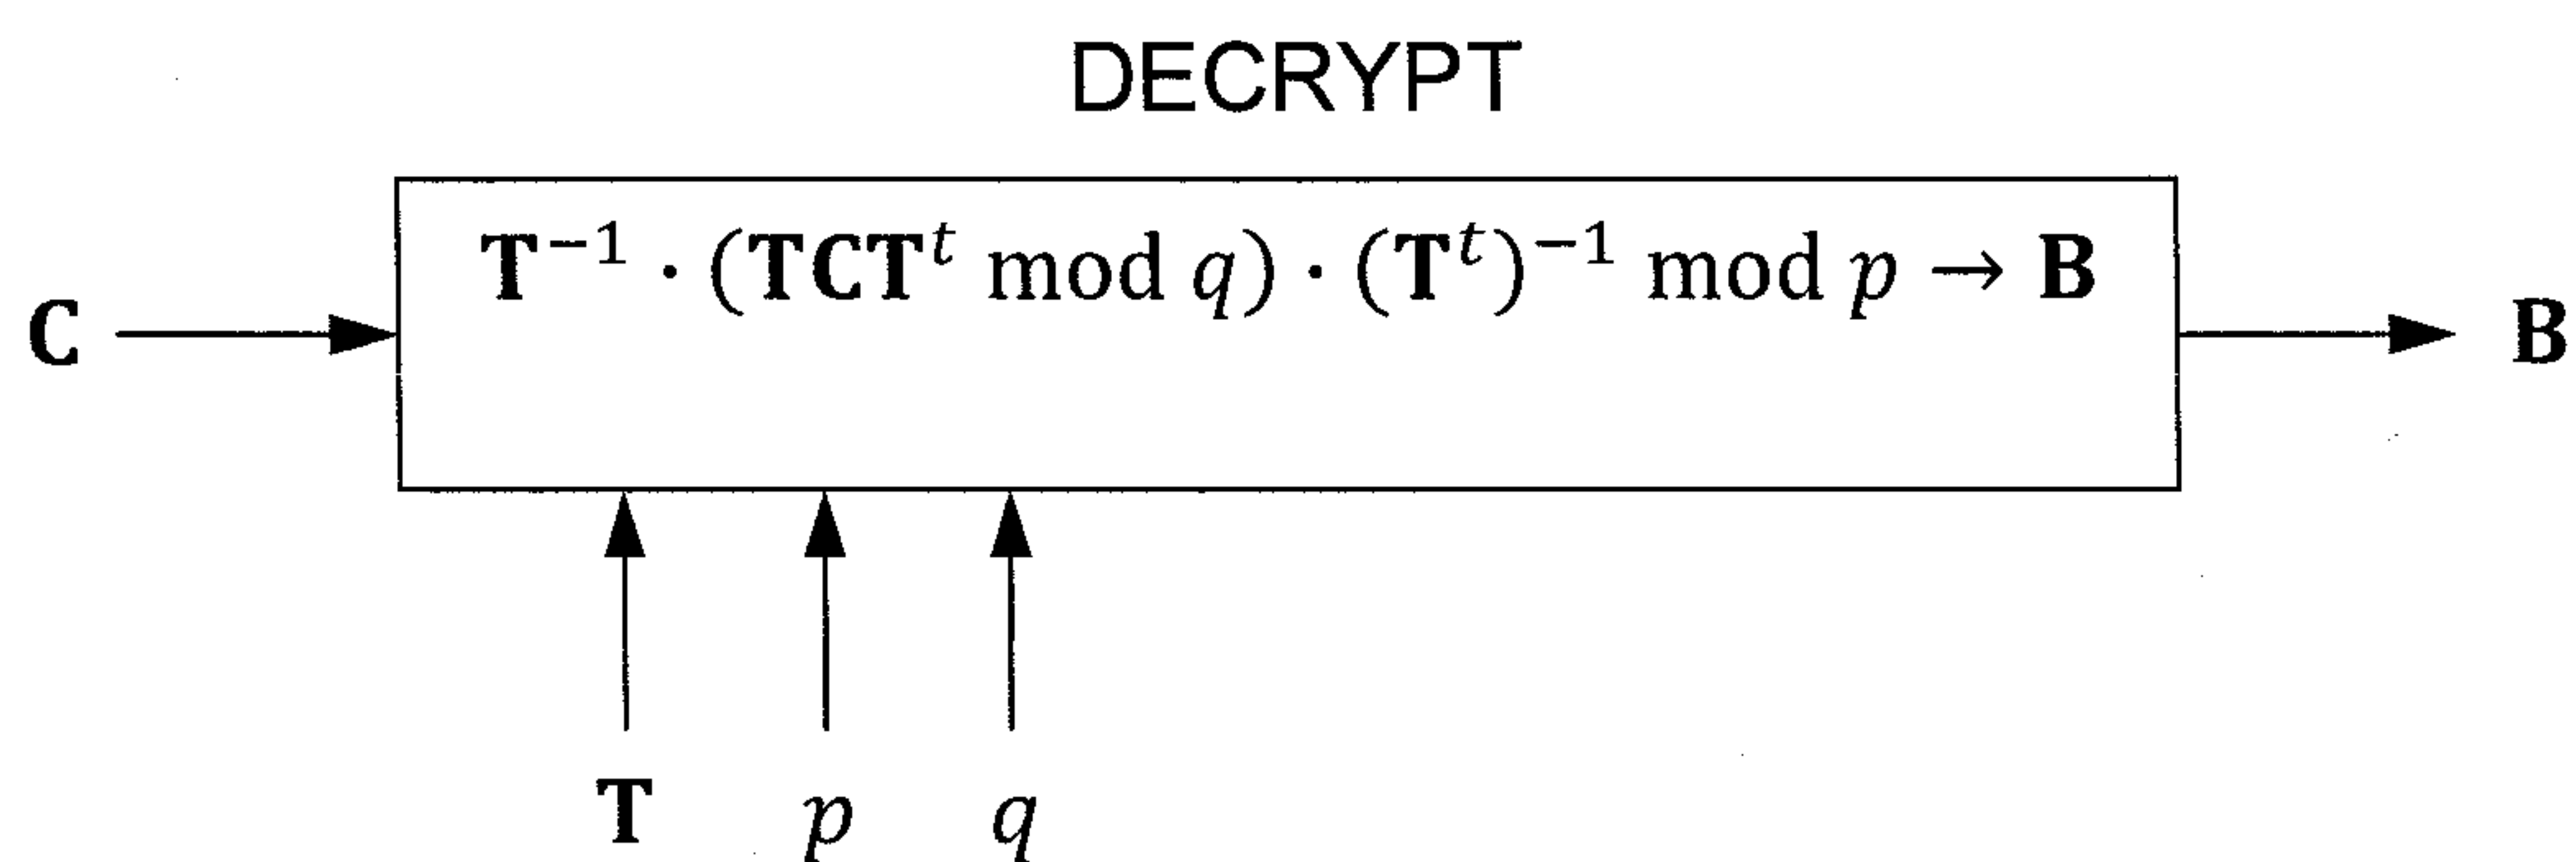 DECRYPT
T⁻¹ · (TCTᵗ mod q) · (Tᵗ)⁻¹ mod p → B
C
B
T p q